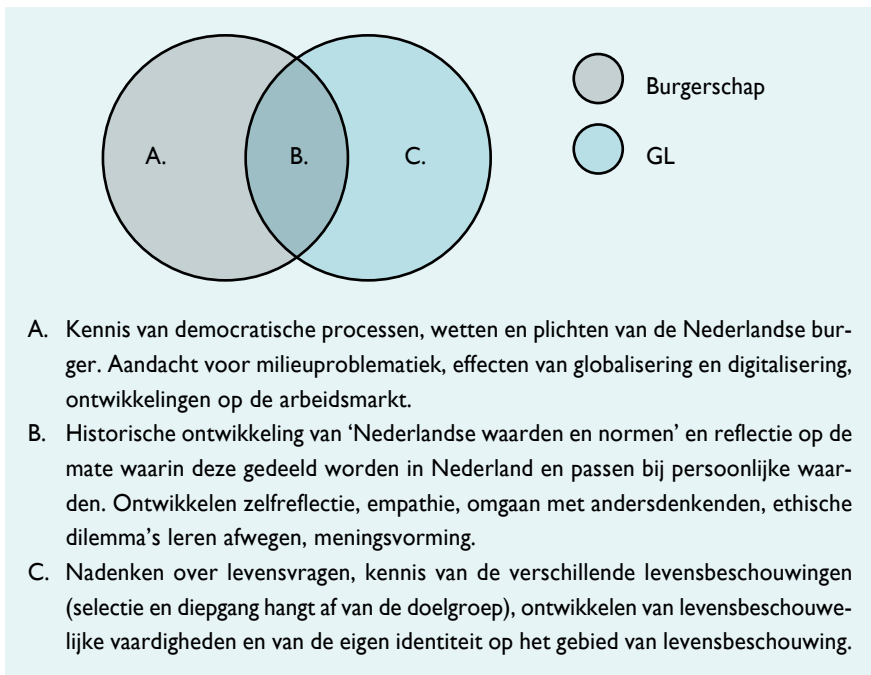 Burgerschap
A. B. C. GL
A. Kennis van democratische processen, wetten en plichten van de Nederlandse bur-
ger. Aandacht voor milieuproblematiek, effecten van globalisering en digitalisering,
ontwikkelingen op de arbeidsmarkt.
B. Historische ontwikkeling van ‘Nederlandse waarden en normen’ en reflectie op de
mate waarin deze gedeeld worden in Nederland en passen bij persoonlijke waar-
den. Ontwikkelen zelfreflectie, empathie, omgaan met andersdenkenden, ethische
dilemma’s leren afwegen, meningsvorming.
C. Nadenken over levensvragen, kennis van de verschillende levensbeschouwingen
(selectie en diepgang hangt af van de doelgroep), ontwikkelen van levensbeschouwe-
lijke vaardigheden en van de eigen identiteit op het gebied van levensbeschouwing.